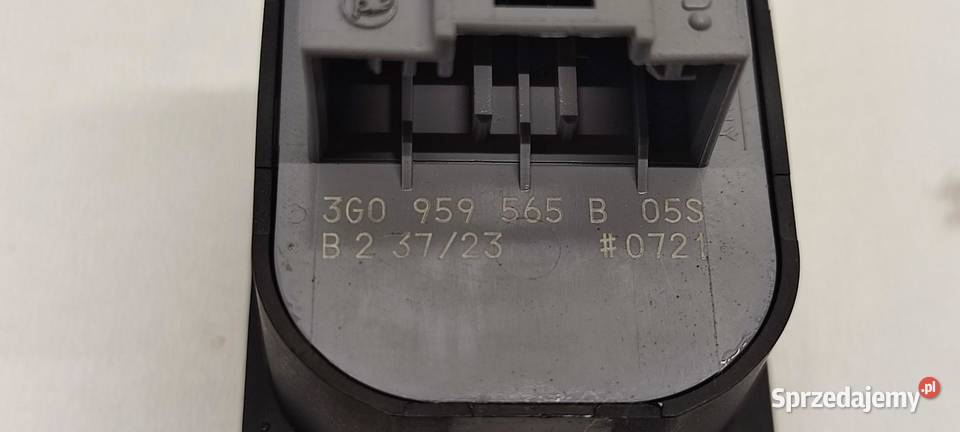 3G0 959 565 B 05S
B 2 37/23 #0721
Sprzedajemy.pl